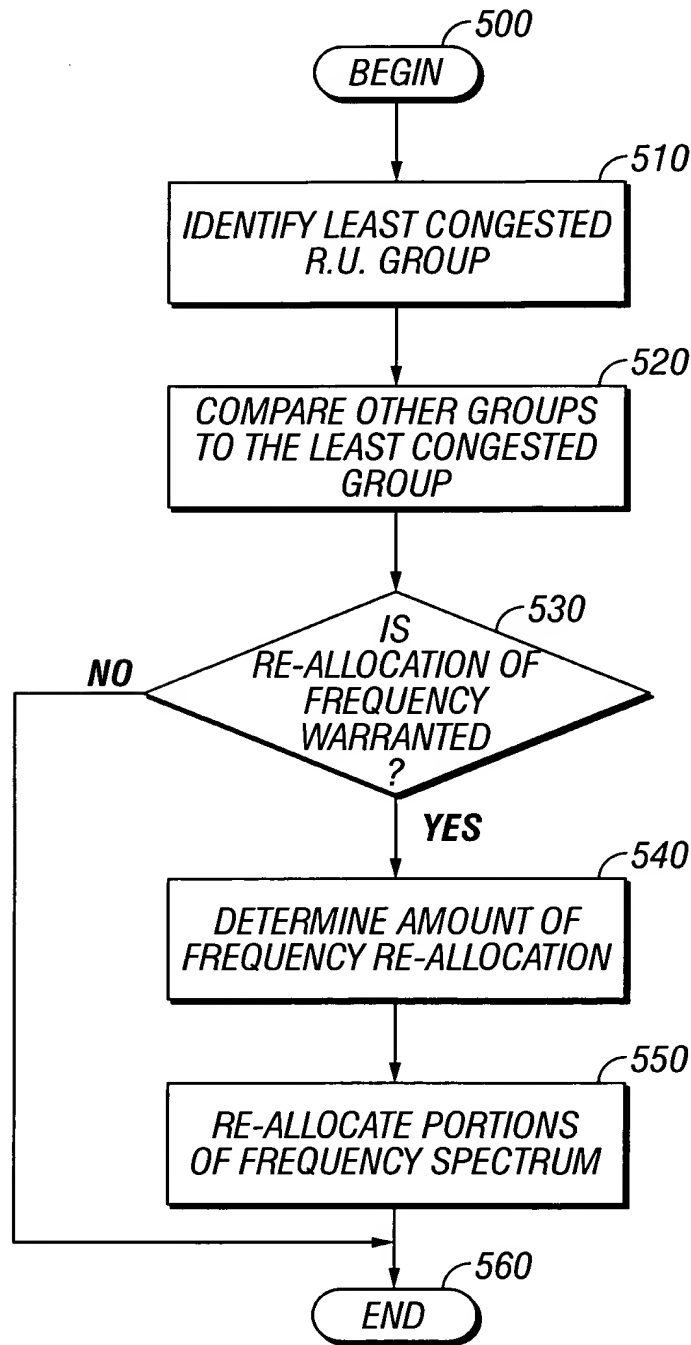 500
BEGIN
510
IDENTIFY LEAST CONGESTED
R.U. GROUP
520
COMPARE OTHER GROUPS
TO THE LEAST CONGESTED
GROUP
530
IS
RE-ALLOCATION OF
FREQUENCY
WARRANTED
?
NO
YES
540
DETERMINE AMOUNT OF
FREQUENCY RE-ALLOCATION
550
RE-ALLOCATE PORTIONS
OF FREQUENCY SPECTRUM
560
END